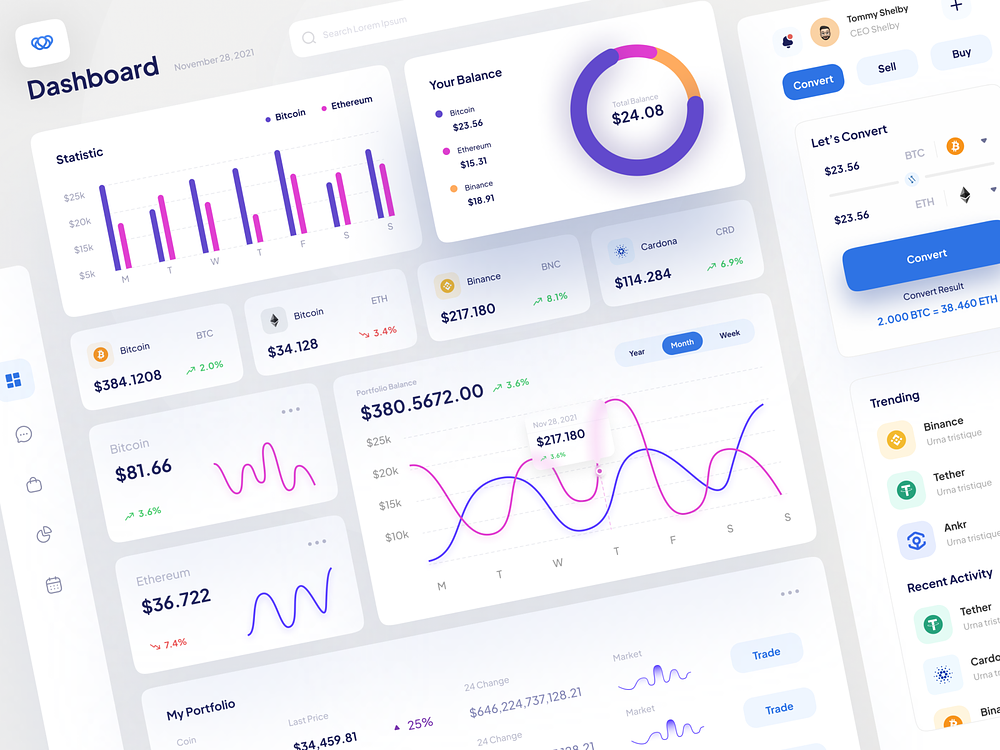 Dashboard
November 28, 2021
Search Lorem Ipsum
Tommy Shelby
CEO Shelby
Convert
Sell
Buy
Statistic
Bitcoin
Ethereum
$25k
$20k
$15k
$5k
M
T
W
T
F
S
S
Your Balance
Bitcoin
$23.56
Ethereum
$15.31
Binance
$18.91
Total Balance
$24.08
Let's Convert
$23.56
BTC
$23.56
ETH
Convert
Convert Result
2.000 BTC = 38.460 ETH
Bitcoin
BTC
$384.1208
2.0%
Bitcoin
ETH
$34.128
3.4%
Binance
BNC
$217.180
8.1%
Cardona
CRD
$114.284
6.9%
Bitcoin
$81.66
3.6%
Ethereum
$36.722
7.4%
Portfolio Balance
$380.5672.00
3.6%
Year
Month
Week
$25k
$20k
$15k
$10k
Nov 28, 2021
$217.180
3.6%
M
T
W
T
F
S
S
Trending
Binance
Urna tristique
Tether
Urna tristique
Ankr
Urna tristique
Recent Activity
Tether
Urna
My Portfolio
Coin
Last Price
$34,459.81
25%
24 Change
$646,224,737,128.21
Market
Trade
24 Change
Market
Trade